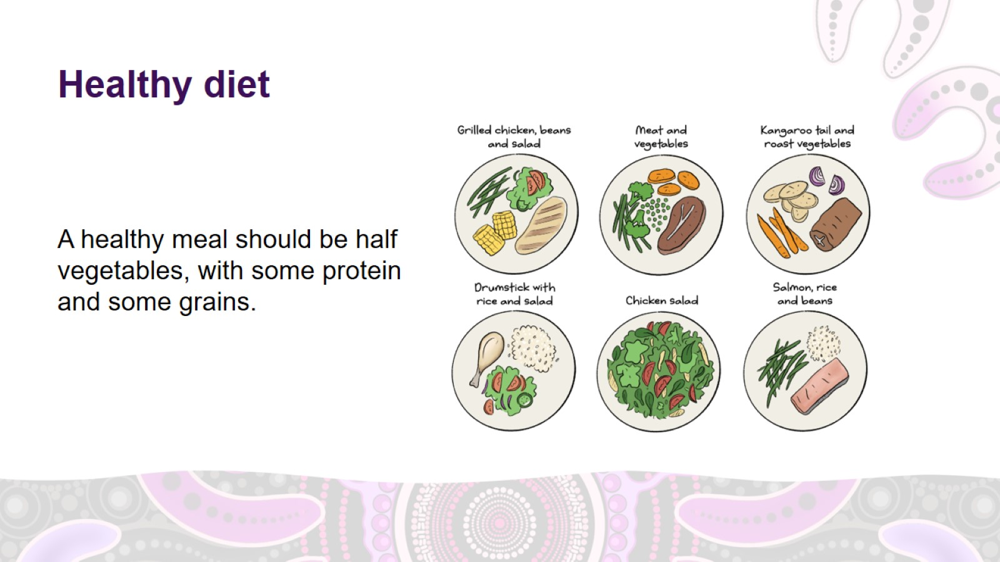 Healthy diet
A healthy meal should be half
vegetables, with some protein
and some grains.
Grilled chicken, beans
and salad
Meat and
vegetables
Kangaroo tail and
roast vegetables
Drumstick with
rice and salad
Chicken salad
Salmon, rice
and beans